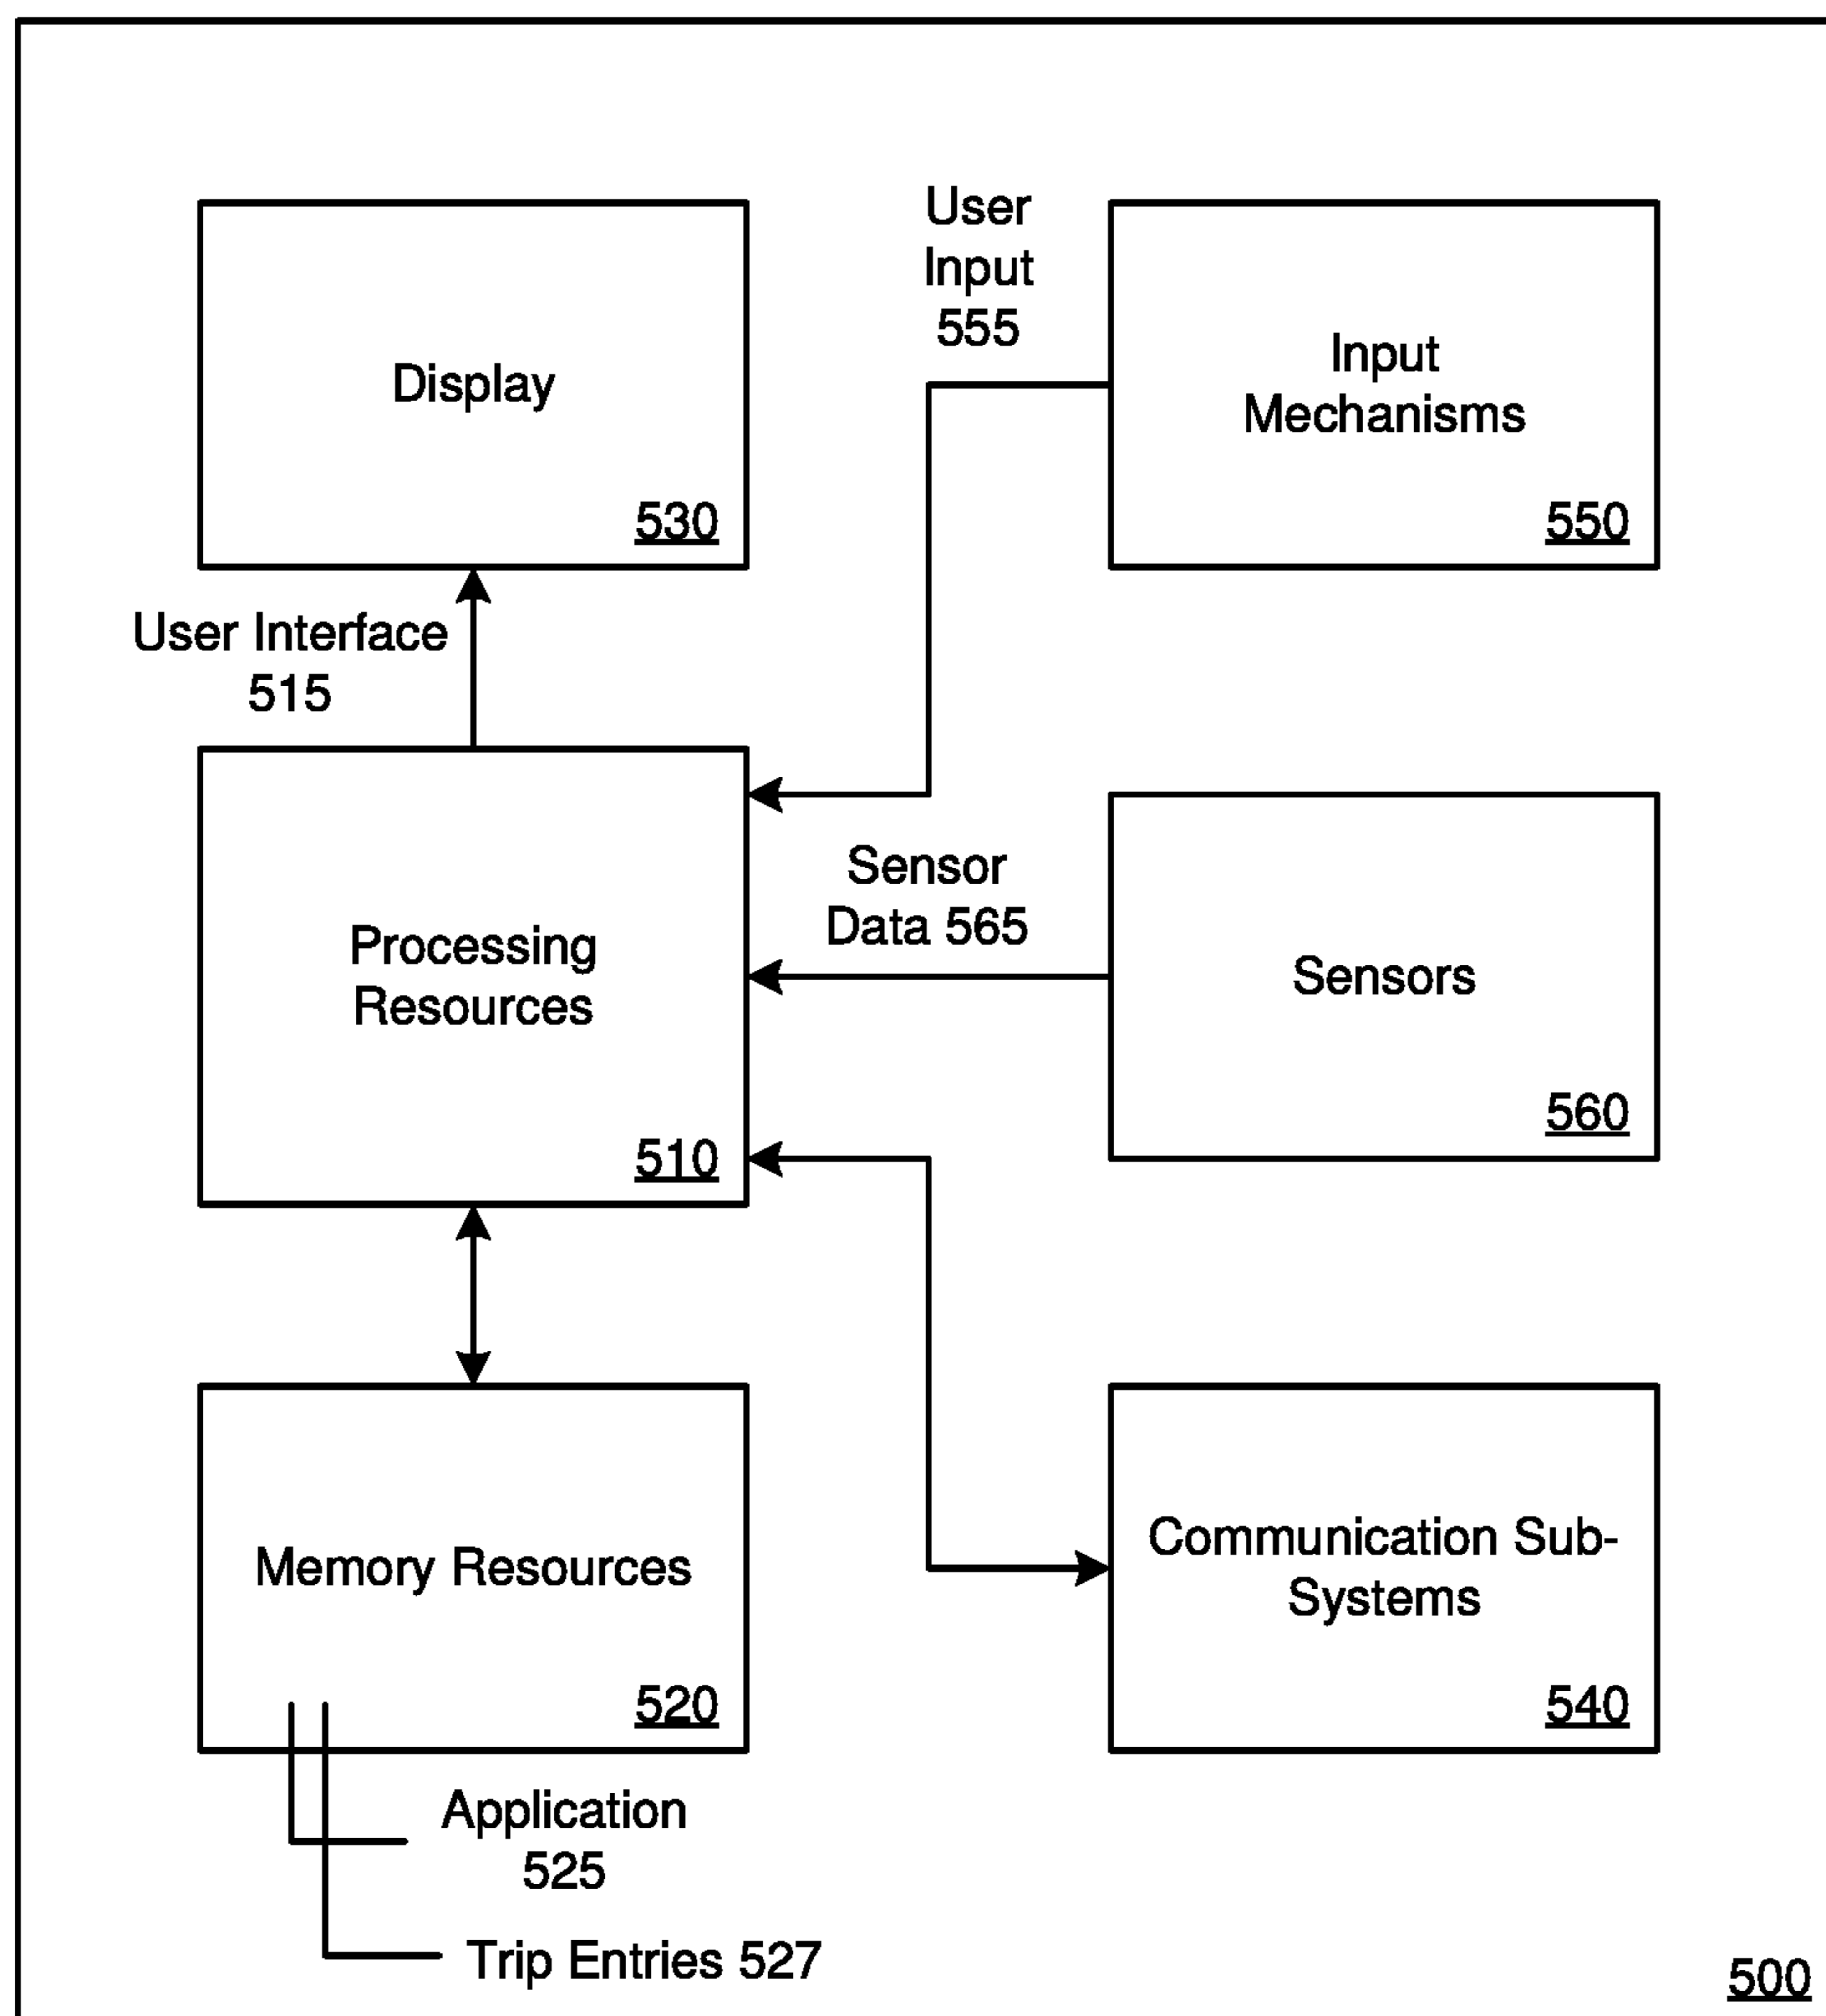 Display
530
User
Input
555
Input
Mechanisms
550
User Interface
515
Processing
Resources
510
Sensor
Data 565
Sensors
560
Memory Resources
520
Communication Sub-
Systems
540
Application
525
Trip Entries 527
500